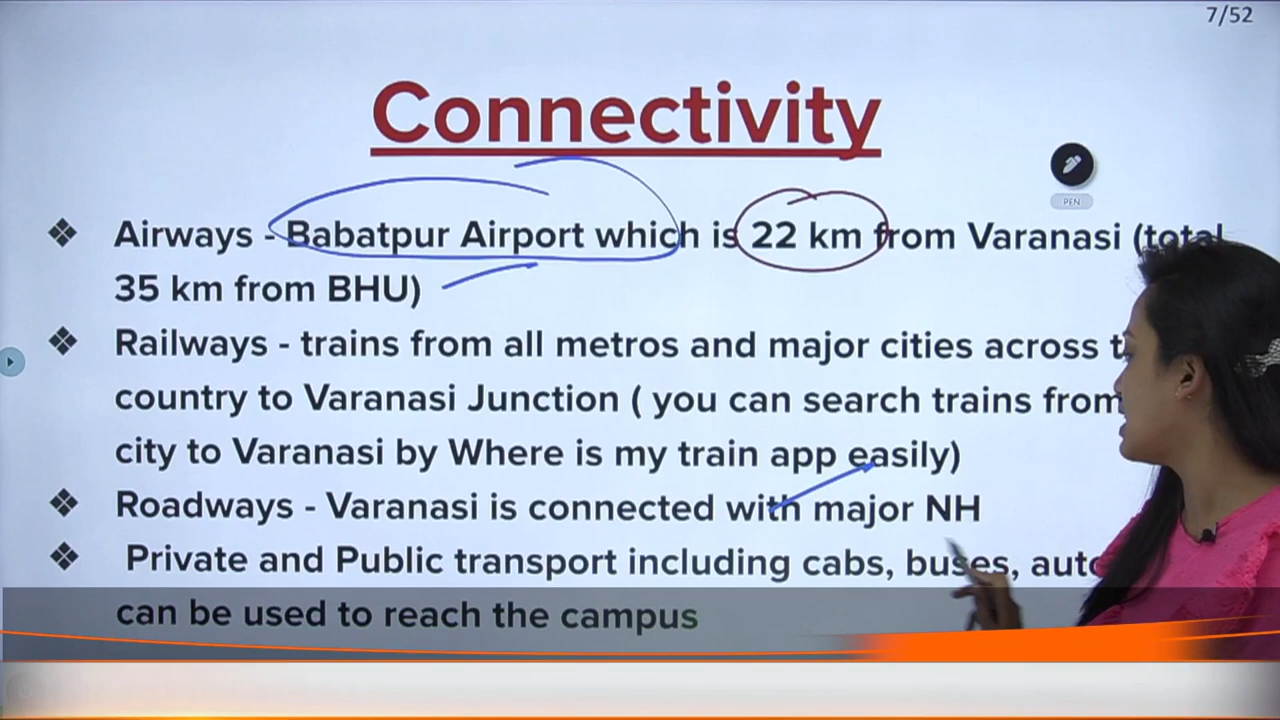 7/52
Connectivity
PEN
❖ Airways - Babatpur Airport which is 22 km from Varanasi (total
35 km from BHU)
❖ Railways - trains from all metros and major cities across
country to Varanasi Junction ( you can search trains from
city to Varanasi by Where is my train app easily)
❖ Roadways - Varanasi is connected with major NH
❖ Private and Public transport including cabs, buses,
can be used to reach the campus